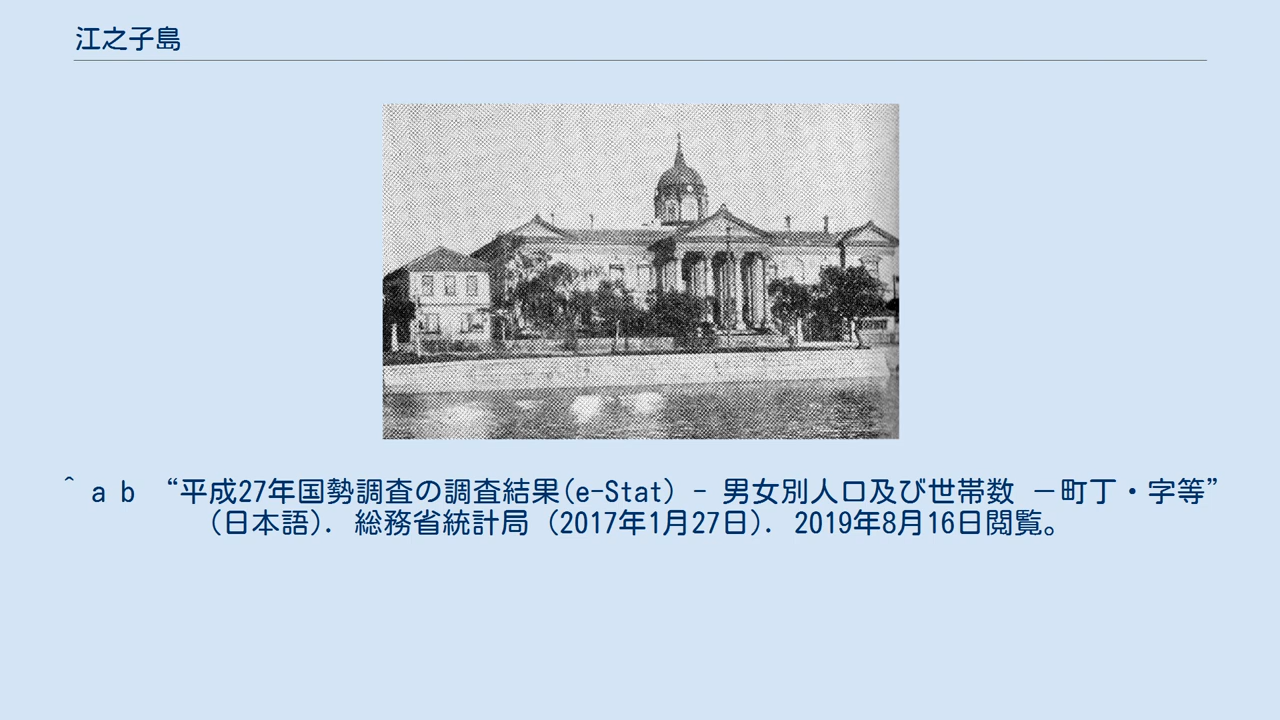 江之子島
^ a b “平成27年国勢調査の調査結果(e-Stat) - 男女別人口及び世帯数 －町丁・字等”
(日本語). 総務省統計局 (2017年1月27日). 2019年8月16日閲覧。